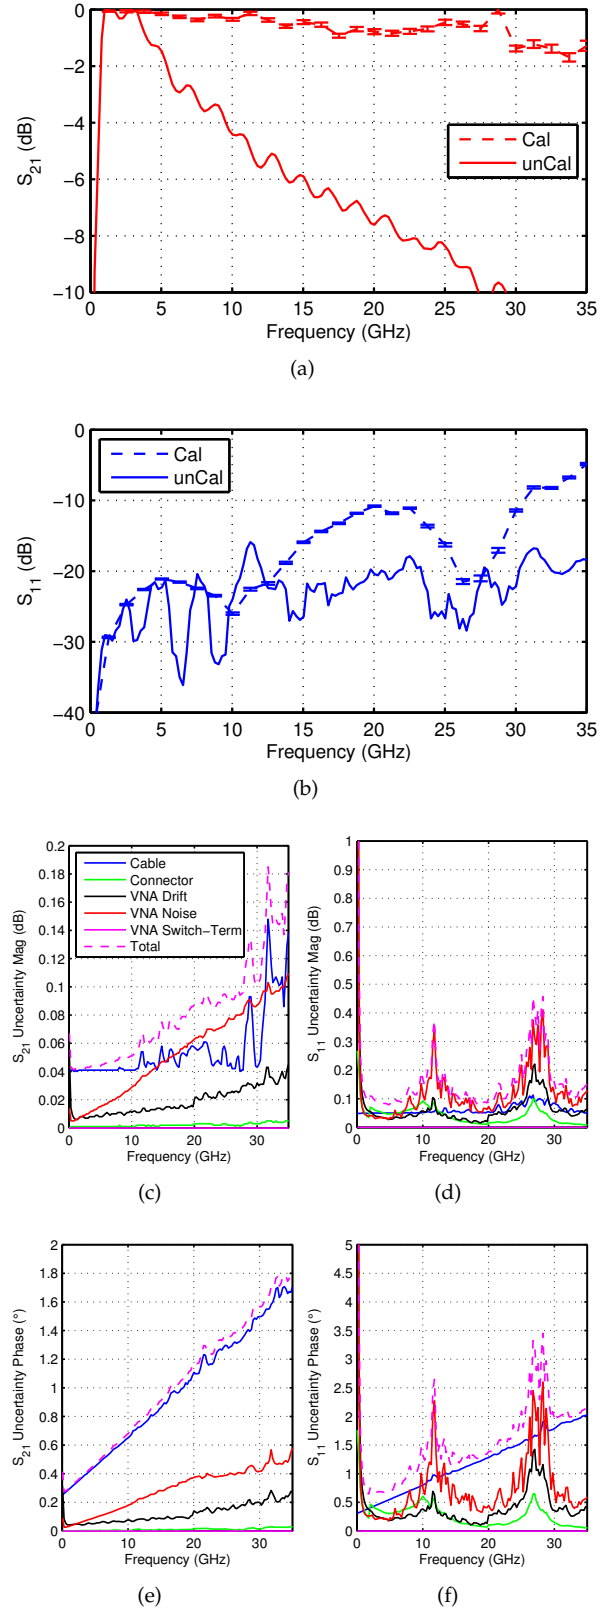 0
−2
−4
−6
−8
−10
S21 (dB)
Cal
unCal
0 5 10 15 20 25 30 35
Frequency (GHz)
(a)
0
−10
−20
−30
−40
S11 (dB)
Cal
unCal
0 5 10 15 20 25 30 35
Frequency (GHz)
(b)
0.2
0.18
0.16
0.14
0.12
0.1
0.08
0.06
0.04
0.02
0
S21 Uncertainty Mag (dB)
Cable
Connector
VNA Drift
VNA Noise
VNA Switch−Term
Total
0 10 20 30
Frequency (GHz)
(c)
1
0.9
0.8
0.7
0.6
0.5
0.4
0.3
0.2
0.1
0
S11 Uncertainty Mag (dB)
0 10 20 30
Frequency (GHz)
(d)
2
1.8
1.6
1.4
1.2
1
0.8
0.6
0.4
0.2
0
S21 Uncertainty Phase (°)
0 10 20 30
Frequency (GHz)
(e)
5
4.5
4
3.5
3
2.5
2
1.5
1
0.5
0
S11 Uncertainty Phase (°)
0 10 20 30
Frequency (GHz)
(f)